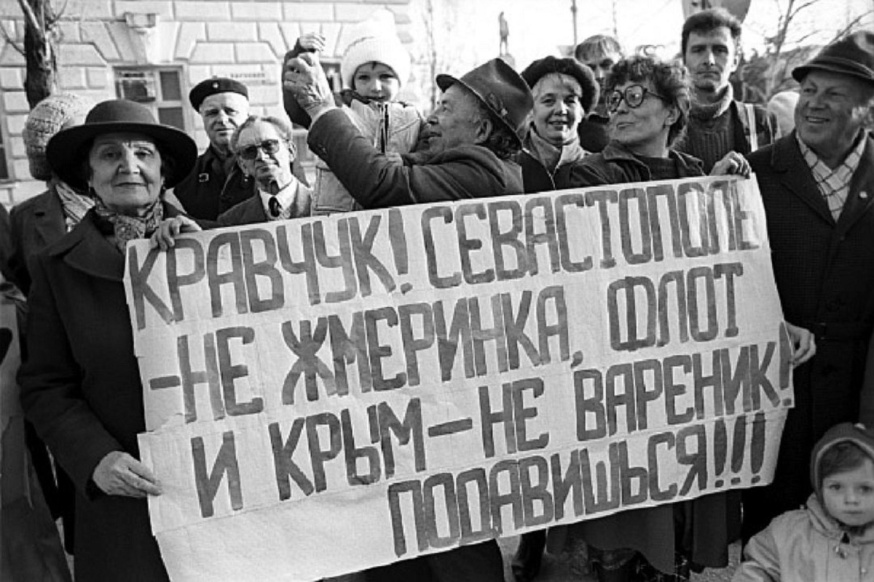 КРАВЧУК! СЕВАСТОПОЛЬ
-НЕ ЖМЕРИНКА, ФЛОТ
И КРЫМ-НЕ ВАРЕНИК!
ПОДАВИШЬСЯ!!!